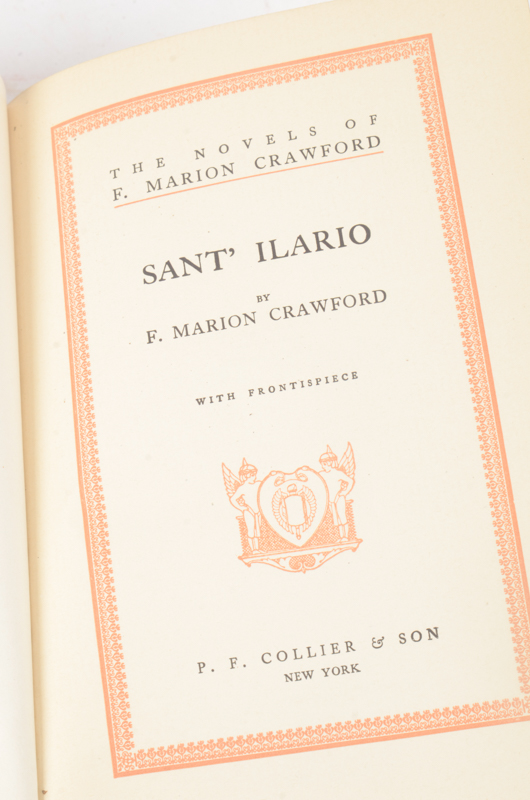 THE NOVELS OF
F. MARION CRAWFORD
SANT' ILARIO
BY
F. MARION CRAWFORD
WITH FRONTISPIECE
P. F. COLLIER & SON
NEW YORK